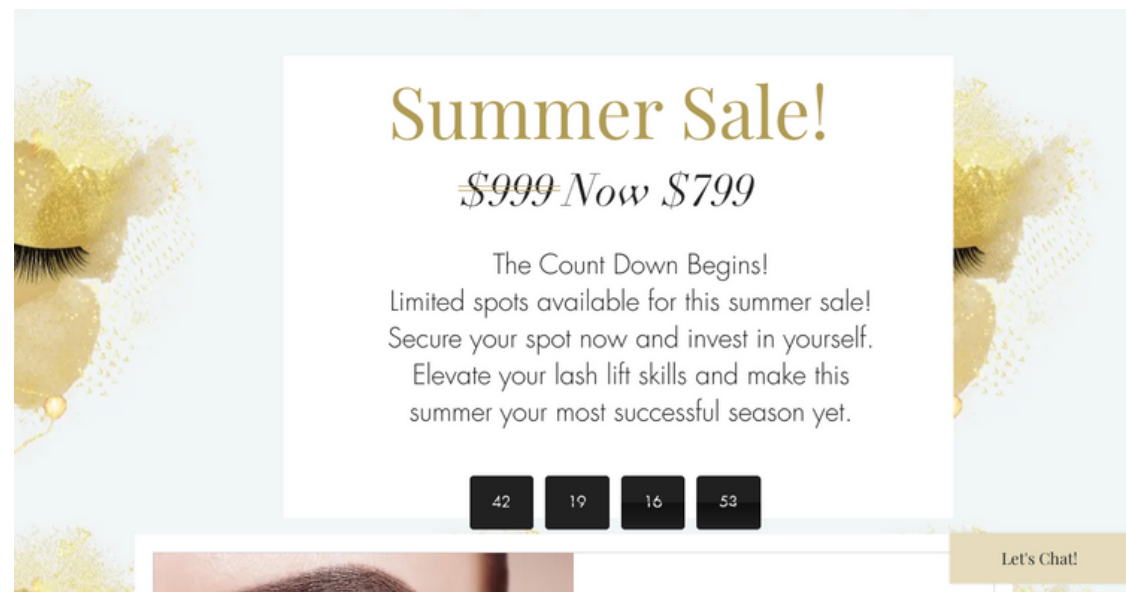 Summer Sale!
$999 Now $799
The Count Down Begins!
Limited spots available for this summer sale!
Secure your spot now and invest in yourself.
Elevate your lash lift skills and make this
summer your most successful season yet.
42 19 16 53
Let's Chat!